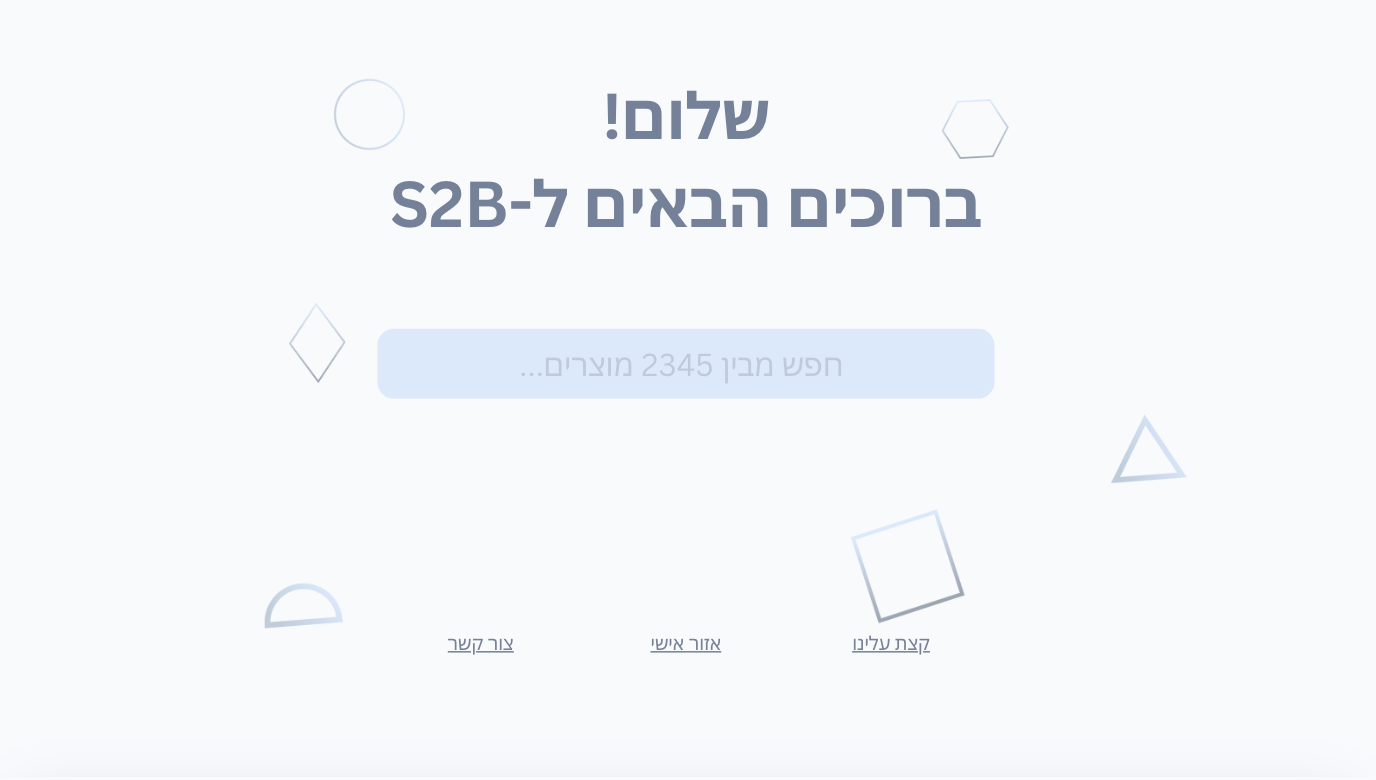 שלום!
ברוכים הבאים ל-S2B
חפש מבין 2345 מוצרים...
קצת עלינו
אזור אישי
צור קשר